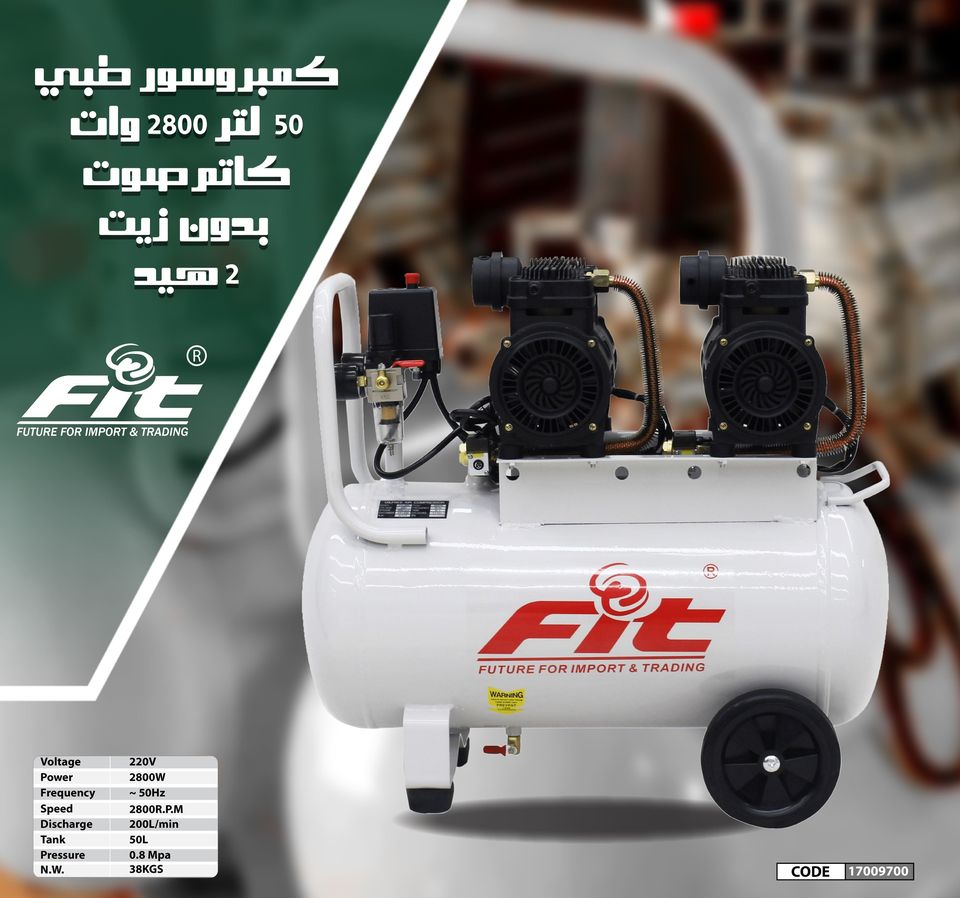 كمبروسور طبي
50 لتر 2800 وات
كاتم صوت
بدون زيت
2 هيد
Fit ®
FUTURE FOR IMPORT & TRADING
Fit ®
FUTURE FOR IMPORT & TRADING
WARNING
Voltage 220V
Power 2800W
Frequency ~ 50Hz
Speed 2800R.P.M
Discharge 200L/min
Tank 50L
Pressure 0.8 Mpa
N.W. 38KGS
CODE 17009700